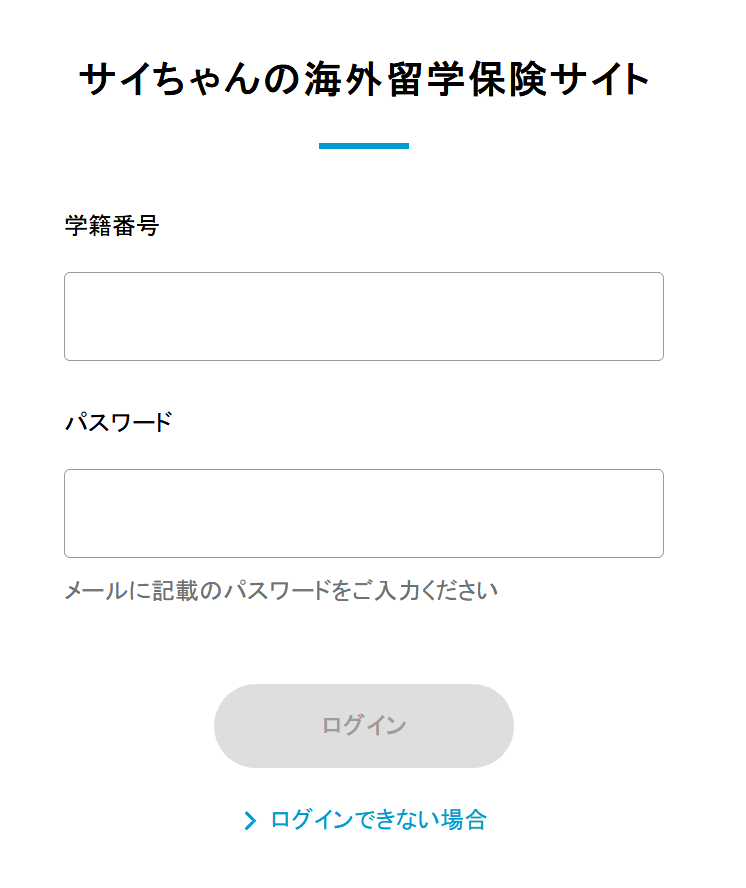 サイちゃんの海外留学保険サイト
学籍番号
パスワード
メールに記載のパスワードをご入力ください
ログイン
ログインできない場合